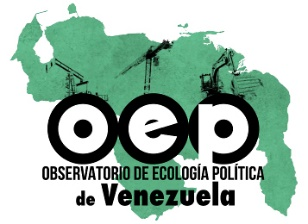 oep
OBSERVATORIO DE ECOLOGÍA POLÍTICA
de Venezuela